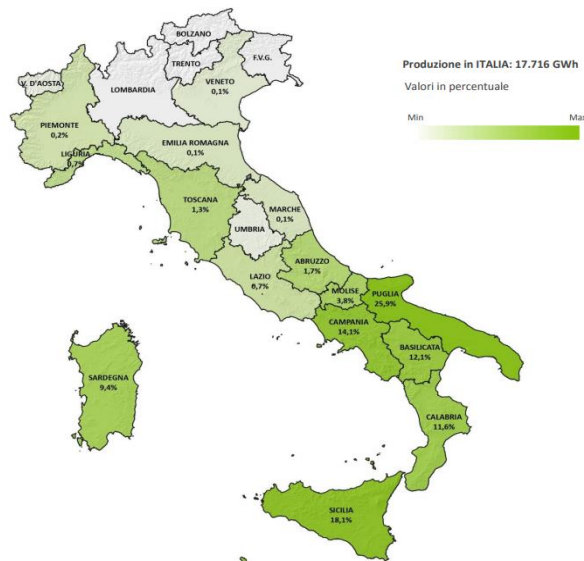 BOLZANO
F.V.G.
TRENTO
Produzione in ITALIA: 17.716 GWh
V. D'AOSTA
VENETO
0,1%
Valori in percentuale
LOMBARDIA
Min
Max
PIEMONTE
0,2%
EMILIA ROMAGNA
0,1%
LIGURIA
0,7%
TOSCANA
1,3%
MARCHE
0,1%
UMBRIA
ABRUZZO
1,7%
LAZIO
0,7%
MOLISE
3,8%
PUGLIA
25,9%
CAMPANIA
14,1%
BASILICATA
12,1%
SARDEGNA
9,4%
CALABRIA
11,6%
SICILIA
18,1%